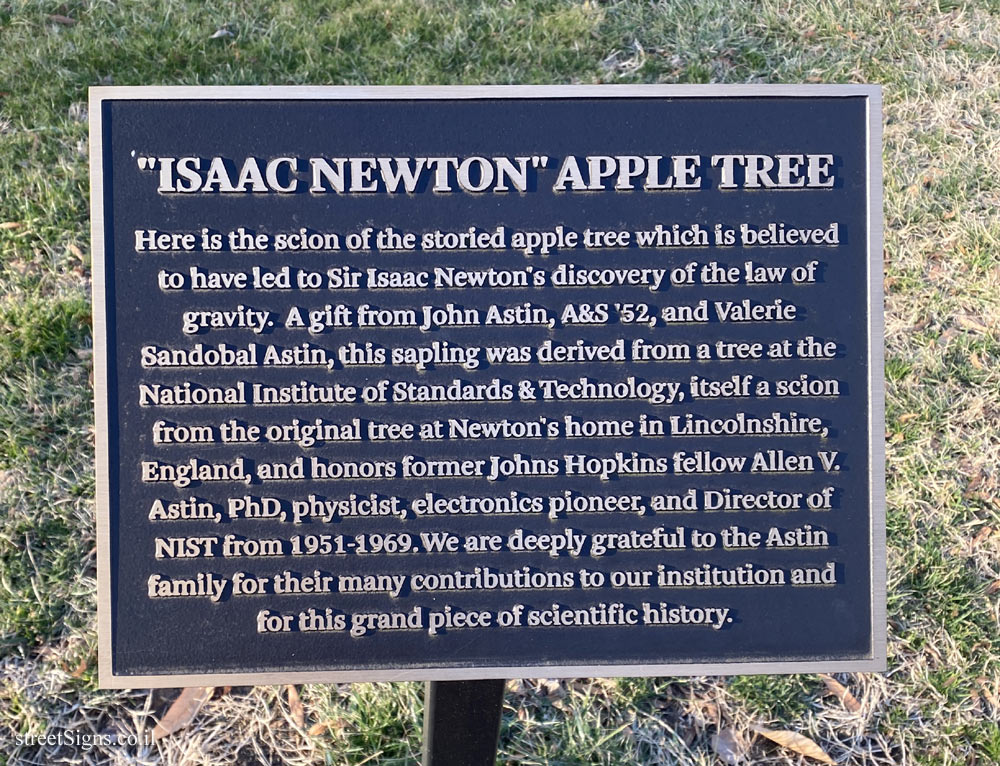 "ISAAC NEWTON" APPLE TREE
Here is the scion of the storied apple tree which is believed
to have led to Sir Isaac Newton's discovery of the law of
gravity. A gift from John Astin, A&S '52, and Valerie
Sandobal Astin, this sapling was derived from a tree at the
National Institute of Standards & Technology, itself a scion
from the original tree at Newton's home in Lincolnshire,
England, and honors former Johns Hopkins fellow Allen V.
Astin, PhD, physicist, electronics pioneer, and Director of
NIST from 1951-1969. We are deeply grateful to the Astin
family for their many contributions to our institution and
for this grand piece of scientific history.
streetSigns.co.il